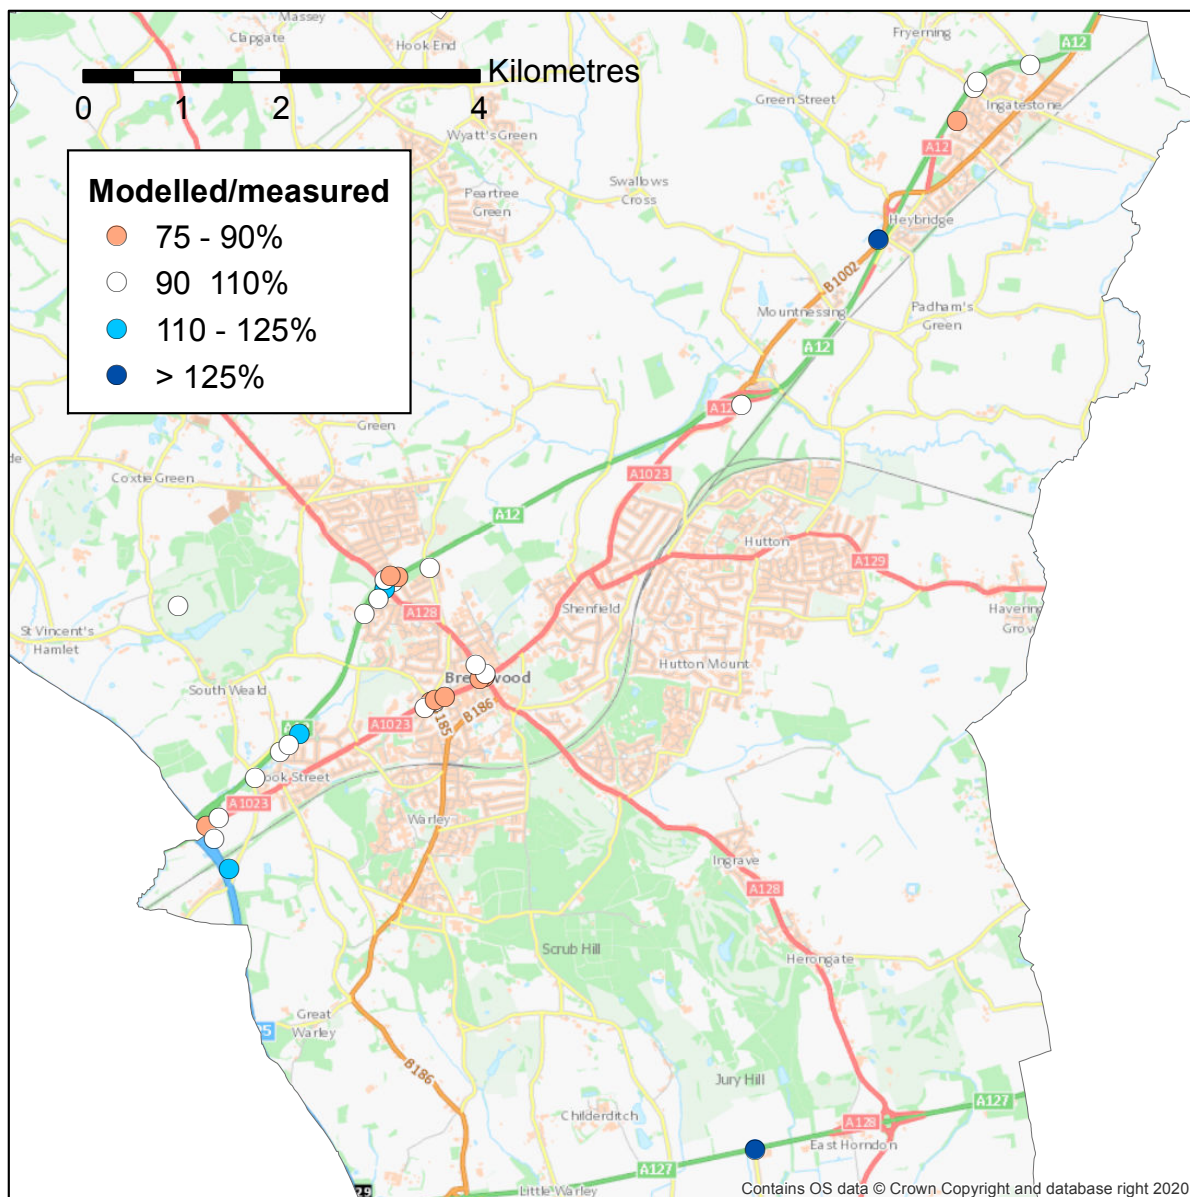 Massey
Clapgate
Hook End
Fryerning
A12
Kilometres
0 1 2 4
Green Street
Ingatestone
Wyatt's Green
A12
Modelled/measured
75 - 90%
90 110%
110 - 125%
> 125%
Swallows
Cross
Peartree
Green
Heybridge
B1002
Mountnessing
Padham's
Green
A12
A12
Green
Coxtie Green
A1023
A12
Hutton
A129
A128
Shenfield
Havering
Grove
St Vincent's
Hamlet
Hutton Mount
South Weald
Brentwood
B186
A1023
ook Street
A1023
Warley
Ingrave
A128
Scrub Hill
Herongate
Great
Warley
B186
Jury Hill
Childerditch
A127
A128
East Horndon
A127
Little Warley
29
Contains OS data © Crown Copyright and database right 2020